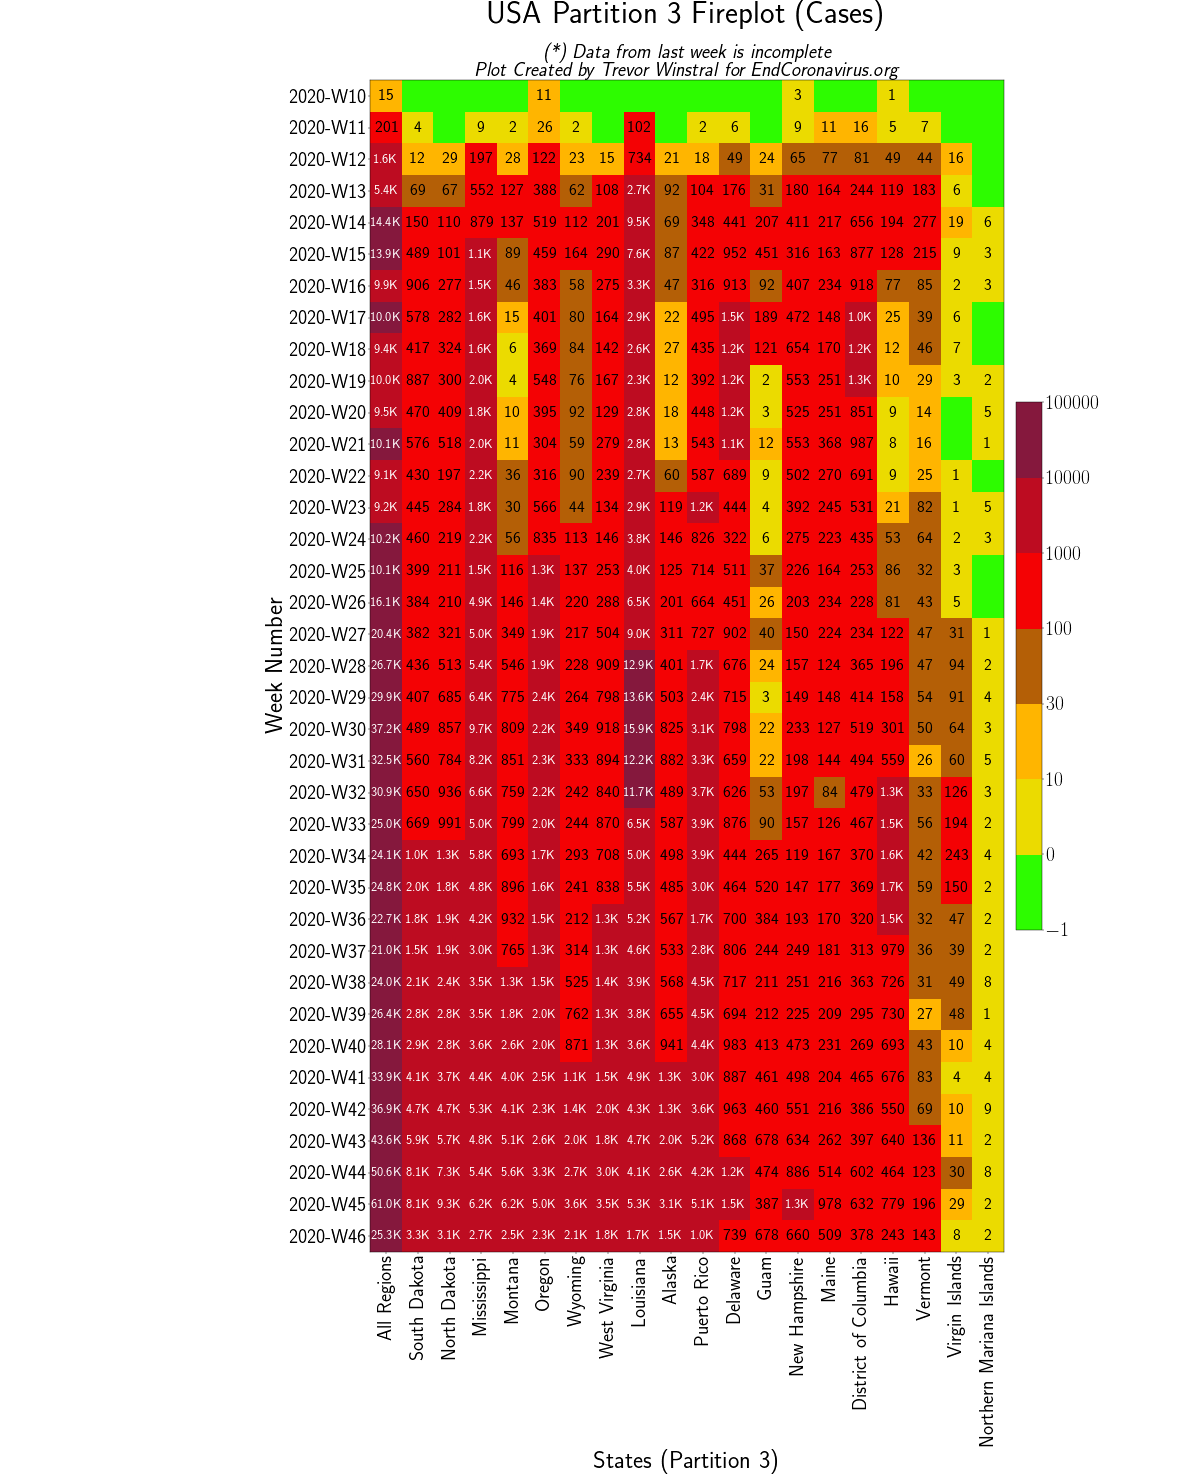 USA Partition 3 Fireplot (Cases)
(*) Data from last week is incomplete
Plot Created by Trevor Winstral for EndCoronavirus.org
2020-W10 15 11 3 1
2020-W11 201 4 9 2 26 2 102 2 6 9 11 16 5 7
2020-W12 1.6K 12 29 197 28 122 23 15 734 21 18 49 24 65 77 81 49 44 16
2020-W13 5.4K 69 67 552 127 388 62 108 2.7K 92 104 176 31 180 164 244 119 183 6
2020-W14 14.4K 150 110 879 137 519 112 201 9.5K 69 348 441 207 411 217 656 194 277 19 6
2020-W15 13.9K 489 101 1.1K 89 459 164 290 7.6K 87 422 952 451 316 163 877 128 215 9 3
2020-W16 9.9K 906 277 1.5K 46 383 58 275 3.3K 47 316 913 92 407 234 918 77 85 2 3
2020-W17 10.0K 578 282 1.6K 15 401 80 164 2.9K 22 495 1.5K 189 472 148 1.0K 25 39 6
2020-W18 9.4K 417 324 1.6K 6 369 84 142 2.6K 27 435 1.2K 121 654 170 1.2K 12 46 7
2020-W19 10.0K 887 300 2.0K 4 548 76 167 2.3K 12 392 1.2K 2 553 251 1.3K 10 29 3 2
2020-W20 9.5K 470 409 1.8K 10 395 92 129 2.8K 18 448 1.2K 3 525 251 851 9 14 5
2020-W21 10.1K 576 518 2.0K 11 304 59 279 2.8K 13 543 1.1K 12 553 368 987 8 16 1
2020-W22 9.1K 430 197 2.2K 36 316 90 239 2.7K 60 587 689 9 502 270 691 9 25 1
2020-W23 9.2K 445 284 1.8K 30 566 44 134 2.9K 119 1.2K 444 4 392 245 531 21 82 1 5
2020-W24 10.2K 460 219 2.2K 56 835 113 146 3.8K 146 826 322 6 275 223 435 53 64 2 3
2020-W25 10.1K 399 211 1.5K 116 1.3K 137 253 4.0K 125 714 511 37 226 164 253 86 32 3
2020-W26 16.1K 384 210 4.9K 146 1.4K 220 288 6.5K 201 664 451 26 203 234 228 81 43 5
2020-W27 20.4K 382 321 5.0K 349 1.9K 217 504 9.0K 311 727 902 40 150 224 234 122 47 31 1
2020-W28 26.7K 436 513 5.4K 546 1.9K 228 909 12.9K 401 1.7K 676 24 157 124 365 196 47 94 2
2020-W29 29.9K 407 685 6.4K 775 2.4K 264 798 13.6K 503 2.4K 715 3 149 148 414 158 54 91 4
2020-W30 37.2K 489 857 9.7K 809 2.2K 349 918 15.9K 825 3.1K 798 22 233 127 519 301 50 64 3
2020-W31 32.5K 560 784 8.2K 851 2.3K 333 894 12.2K 882 3.3K 659 22 198 144 494 559 26 60 5
2020-W32 30.9K 650 936 6.6K 759 2.2K 242 840 11.7K 489 3.7K 626 53 197 84 479 1.3K 33 126 3
2020-W33 25.0K 669 991 5.0K 799 2.0K 244 870 6.5K 587 3.9K 876 90 157 126 467 1.5K 56 194 2
2020-W34 24.1K 1.0K 1.3K 5.8K 693 1.7K 293 708 5.0K 498 3.9K 444 265 119 167 370 1.6K 42 243 4
2020-W35 24.8K 2.0K 1.8K 4.8K 896 1.6K 241 838 5.5K 485 3.0K 464 520 147 177 369 1.7K 59 150 2
2020-W36 22.7K 1.8K 1.9K 4.2K 932 1.5K 212 1.3K 5.2K 567 1.7K 700 384 193 170 320 1.5K 32 47 2
2020-W37 21.0K 1.5K 1.9K 3.0K 765 1.3K 314 1.3K 4.6K 533 2.8K 806 244 249 181 313 979 36 39 2
2020-W38 24.0K 2.1K 2.4K 3.5K 1.3K 1.5K 525 1.4K 3.9K 568 4.5K 717 211 251 216 363 726 31 49 8
2020-W39 26.4K 2.8K 2.8K 3.5K 1.8K 2.0K 762 1.3K 3.8K 655 4.5K 694 212 225 209 295 730 27 48 1
2020-W40 28.1K 2.9K 2.8K 3.6K 2.6K 2.0K 871 1.3K 3.6K 941 4.4K 983 413 473 231 269 693 43 10 4
2020-W41 33.9K 4.1K 3.7K 4.4K 4.0K 2.5K 1.1K 1.5K 4.9K 1.3K 3.0K 887 461 498 204 465 676 83 4 4
2020-W42 36.9K 4.7K 4.7K 5.3K 4.1K 2.3K 1.4K 2.0K 4.3K 1.3K 3.6K 963 460 551 216 386 550 69 10 9
2020-W43 43.6K 5.9K 5.7K 4.8K 5.1K 2.6K 2.0K 1.8K 4.7K 2.0K 5.2K 868 678 634 262 397 640 136 11 2
2020-W44 50.6K 8.1K 7.3K 5.4K 5.6K 3.3K 2.7K 3.0K 4.1K 2.6K 4.2K 1.2K 474 886 514 602 464 123 30 8
2020-W45 61.0K 8.1K 9.3K 6.2K 6.2K 5.0K 3.6K 3.5K 5.3K 3.1K 5.1K 1.5K 387 1.3K 978 632 779 196 29 2
2020-W46 25.3K 3.3K 3.1K 2.7K 2.5K 2.3K 2.1K 1.8K 1.7K 1.5K 1.0K 739 678 660 509 378 243 143 8 2
Week Number
All Regions
South Dakota
North Dakota
Mississippi
Montana
Oregon
Wyoming
West Virginia
Louisiana
Alaska
Puerto Rico
Delaware
Guam
New Hampshire
Maine
District of Columbia
Hawaii
Vermont
Virgin Islands
Northern Mariana Islands
States (Partition 3)
100000
10000
1000
100
30
10
0
−1